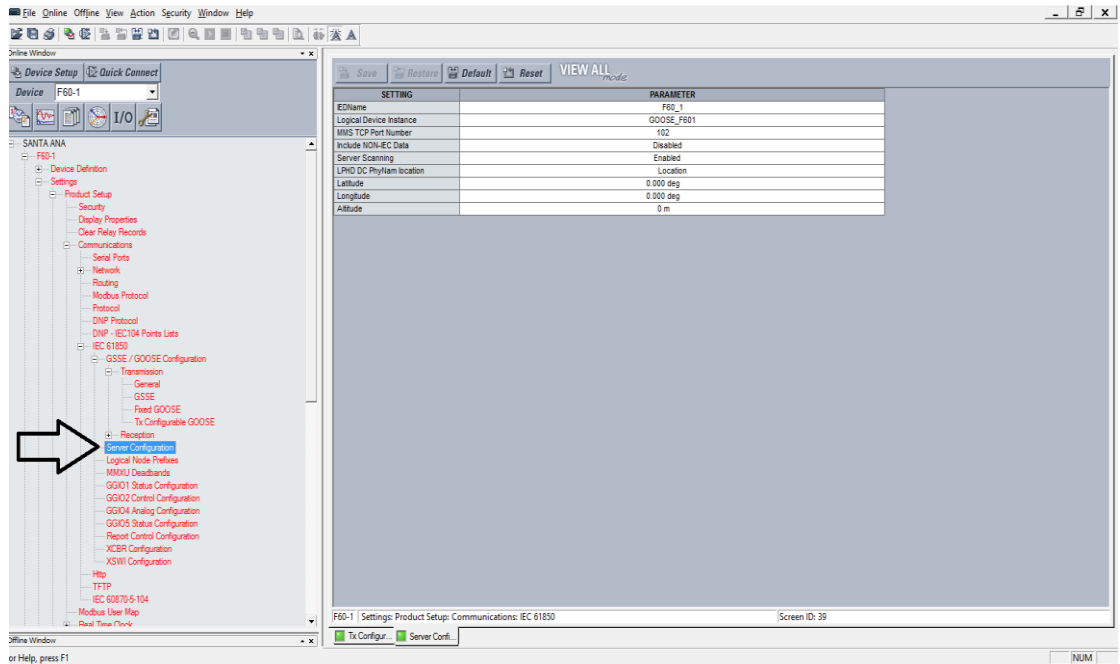 File Online Offline View Action Security Window Help
Online Window
Device Setup Quick Connect
Device F60-1
I/O
SANTA ANA
F60-1
Device Definition
Settings
Product Setup
Security
Display Properties
Clear Relay Records
Communications
Serial Ports
Network
Routing
Modbus Protocol
Protocol
DNP Protocol
DNP - IEC104 Points Lists
IEC 61850
GSSE / GOOSE Configuration
Transmission
General
GSSE
Fixed GOOSE
Tx Configurable GOOSE
Reception
Server Configuration
Logical Node Prefixes
MMXU Deadbands
GGIO1 Status Configuration
GGIO2 Control Configuration
GGIO4 Analog Configuration
GGIO5 Status Configuration
Report Control Configuration
XCBR Configuration
XSWI Configuration
Http
TFTP
IEC 60870-5-104
Modbus User Map
Real Time Clock
Offline Window
Save Restore Default Reset VIEW ALL mode
SETTING PARAMETER
IEDName F60_1
Logical Device Instance GOOSE_F601
MMS TCP Port Number 102
Include NON-IEC Data Disabled
Server Scanning Enabled
LPHD DC PhyNam location Location
Latitude 0.000 deg
Longitude 0.000 deg
Altitude 0 m
F60-1 Settings: Product Setup: Communications: IEC 61850 Screen ID: 39
Tx Configur... Server Confi...
or Help, press F1 NUM